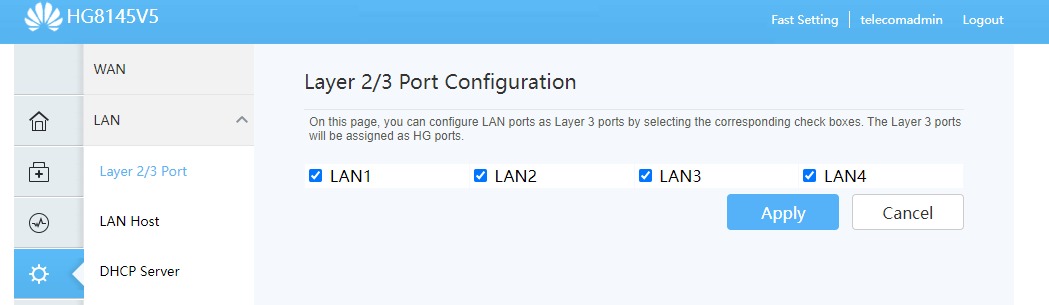 HG8145V5
Fast Setting telecomadmin Logout
WAN
LAN
Layer 2/3 Port
LAN Host
DHCP Server
Layer 2/3 Port Configuration
On this page, you can configure LAN ports as Layer 3 ports by selecting the corresponding check boxes. The Layer 3 ports
will be assigned as HG ports.
LAN1 LAN2 LAN3 LAN4
Apply Cancel